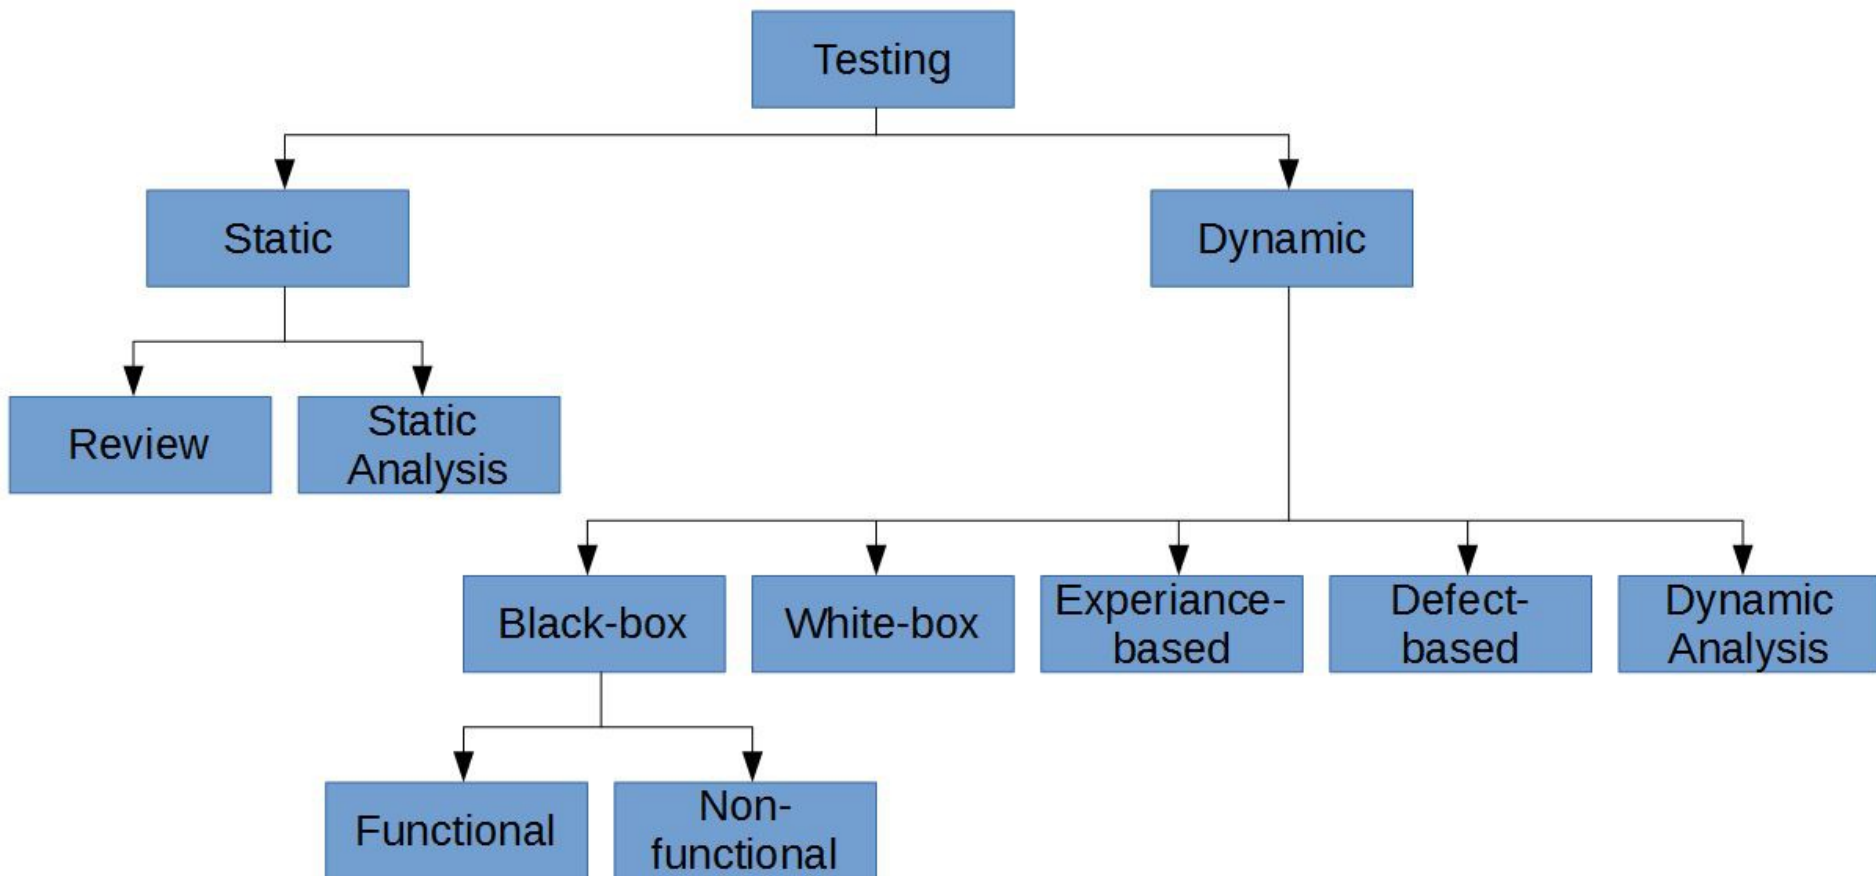 Testing
Static
Dynamic
Review
Static
Analysis
Black-box
White-box
Experiance-
based
Defect-
based
Dynamic
Analysis
Functional
Non-
functional